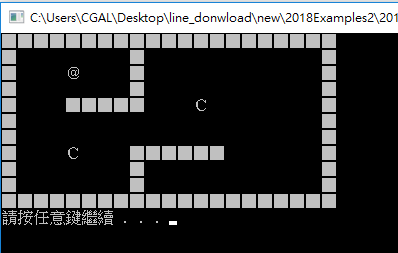 C:\Users\CGAL\Desktop\line_donwload\new\2018Examples2\201
@
C
C
請按任意鍵繼續 . . .